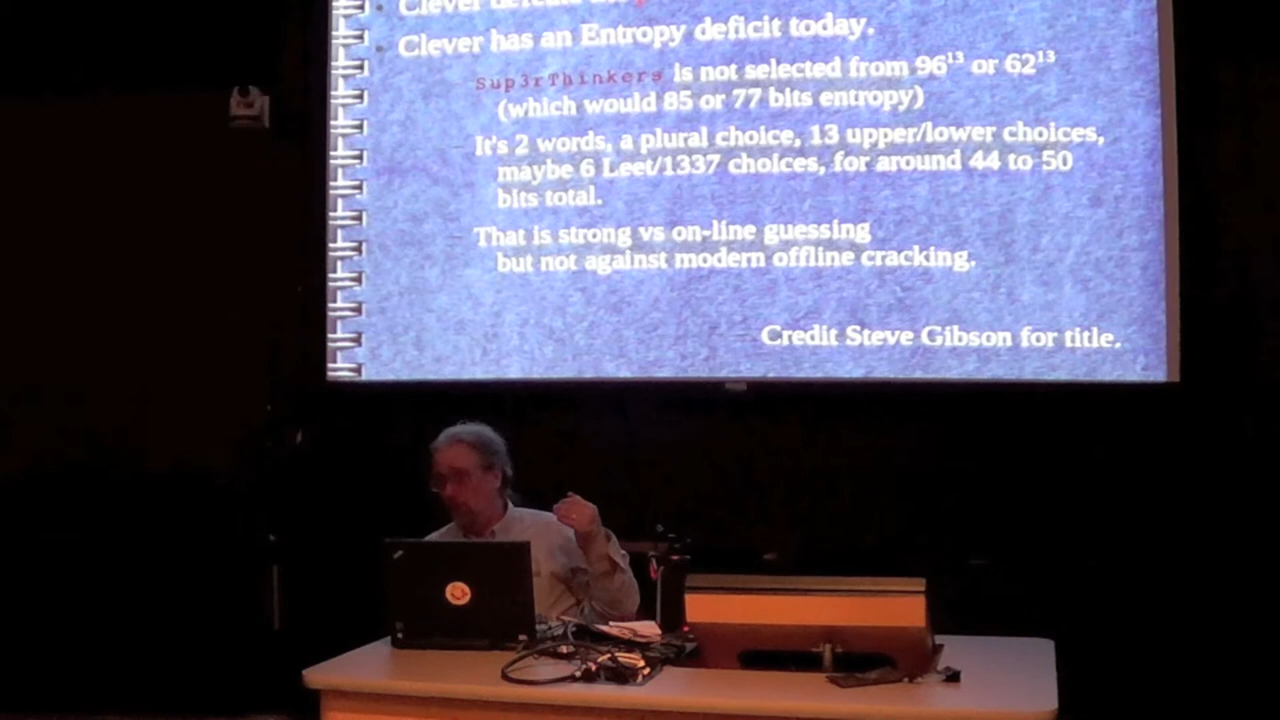 Clever
Clever has an Entropy deficit today.
Sup3rThinkers is not selected from 96¹³ or 62¹³
(which would 85 or 77 bits entropy)
It's 2 words, a plural choice, 13 upper/lower choices,
maybe 6 Leet/1337 choices, for around 44 to 50
bits total.
That is strong vs on-line guessing
but not against modern offline cracking.
Credit Steve Gibson for title.